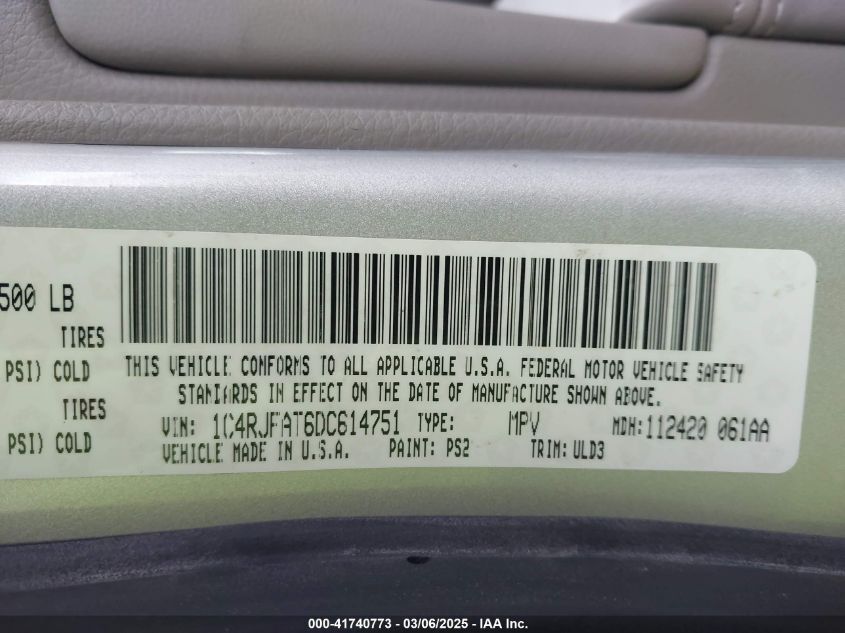 500 LB
TIRES
PSI) COLD
TIRES
PSI) COLD
THIS VEHICLE CONFORMS TO ALL APPLICABLE U.S.A. FEDERAL MOTOR VEHICLE SAFETY
STANDARDS IN EFFECT ON THE DATE OF MANUFACTURE SHOWN ABOVE.
VIN: 1C4RJFAT6DC614751 TYPE: MPV MDH:112420 061AA
VEHICLE MADE IN U.S.A. PAINT: PS2 TRIM: ULD3
000-41740773 - 03/06/2025 - IAA Inc.